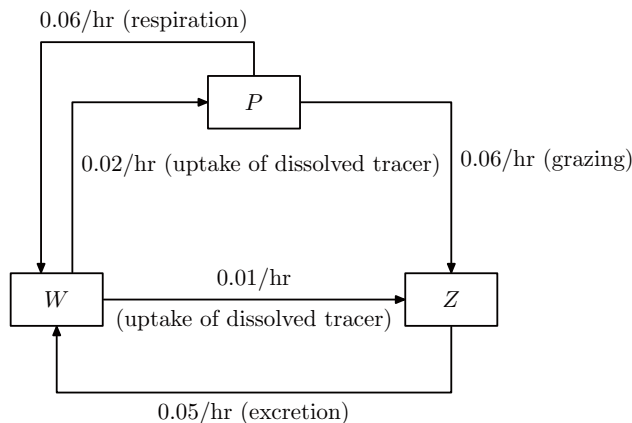 0.06/hr (respiration)
P
0.02/hr (uptake of dissolved tracer)
0.06/hr (grazing)
W
0.01/hr
(uptake of dissolved tracer)
Z
0.05/hr (excretion)